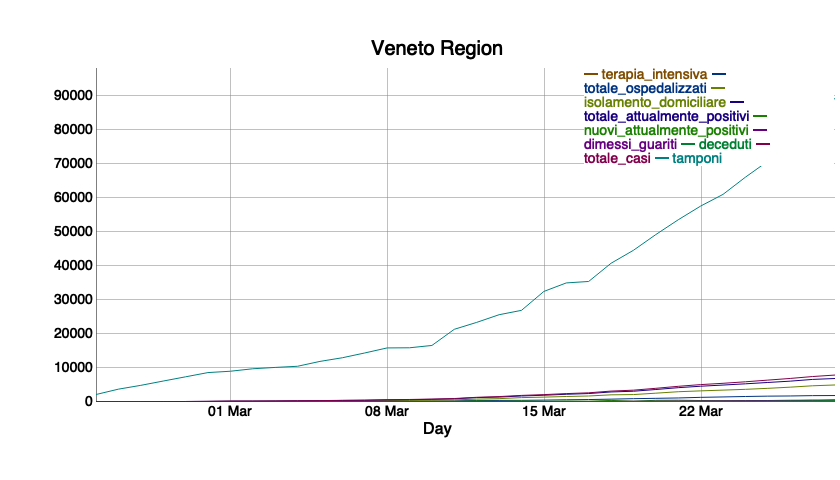 Veneto Region
— terapia_intensiva —
totale_ospedalizzati —
isolamento_domiciliare —
totale_attualmente_positivi —
nuovi_attualmente_positivi —
dimessi_guariti — deceduti —
totale_casi — tamponi
90000
80000
70000
60000
50000
40000
30000
20000
10000
0
01 Mar 08 Mar 15 Mar 22 Mar
Day